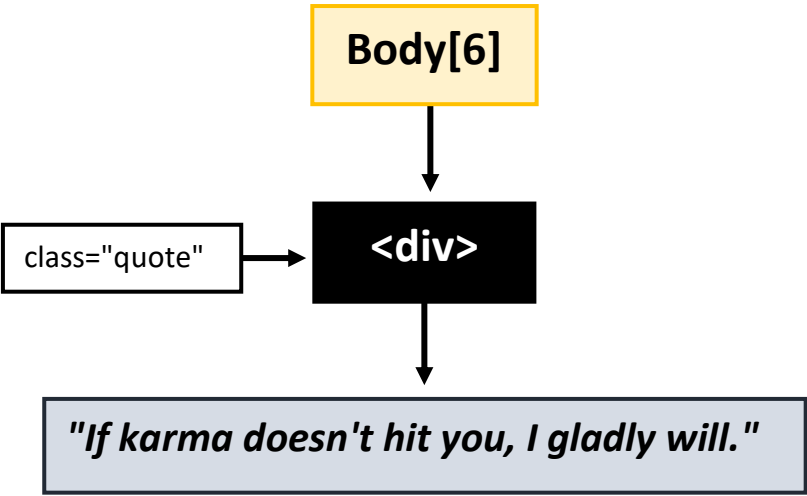 Body[6]
<div>
class="quote"
"If karma doesn't hit you, I gladly will."